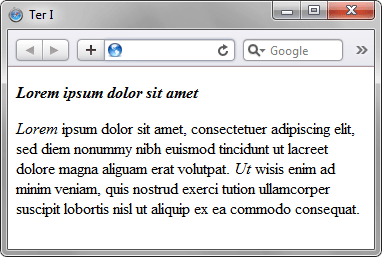 Ter I
Google
Lorem ipsum dolor sit amet
Lorem ipsum dolor sit amet, consectetuer adipiscing elit,
sed diem nonummy nibh euismod tincidunt ut lacreet
dolore magna aliguam erat volutpat. Ut wisis enim ad
minim veniam, quis nostrud exerci tution ullamcorper
suscipit lobortis nisl ut aliquip ex ea commodo consequat.